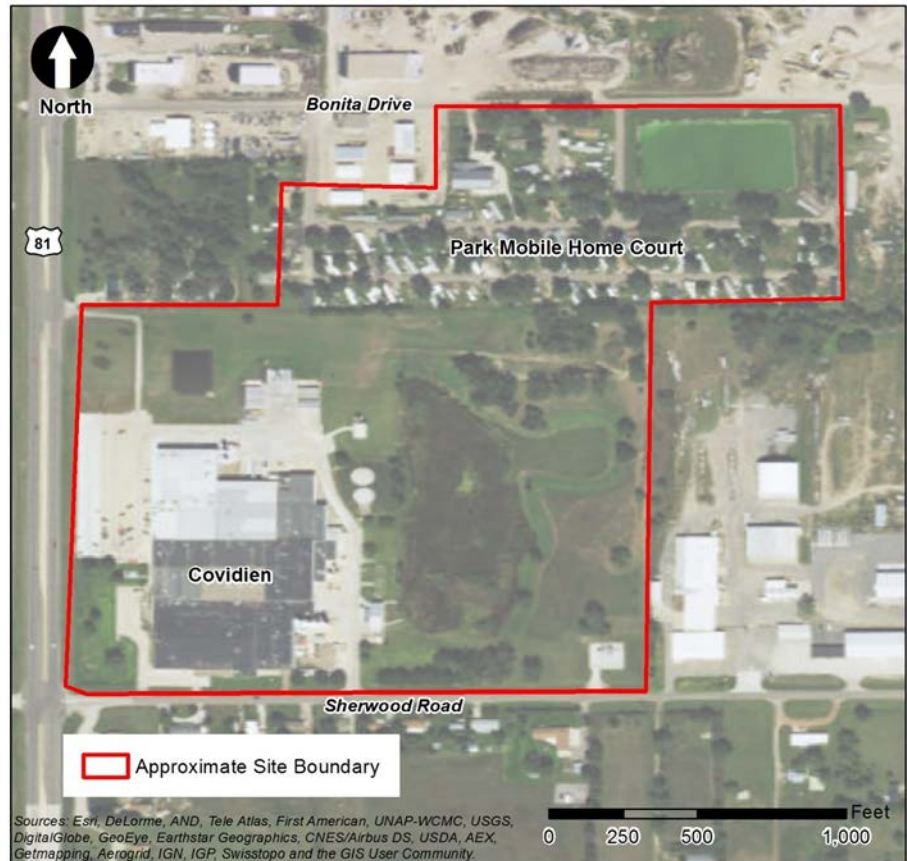 North
Bonita Drive
81
Park Mobile Home Court
Covidien
Sherwood Road
Approximate Site Boundary
Sources: Esri, DeLorme, AND, Tele Atlas, First American, UNAP-WCMC, USGS,
DigitalGlobe, GeoEye, Earthstar Geographics, CNES/Airbus DS, USDA, AEX,
Getmapping, Aerogrid, IGN, IGP, Swisstopo and the GIS User Community.
Feet
0 250 500 1,000